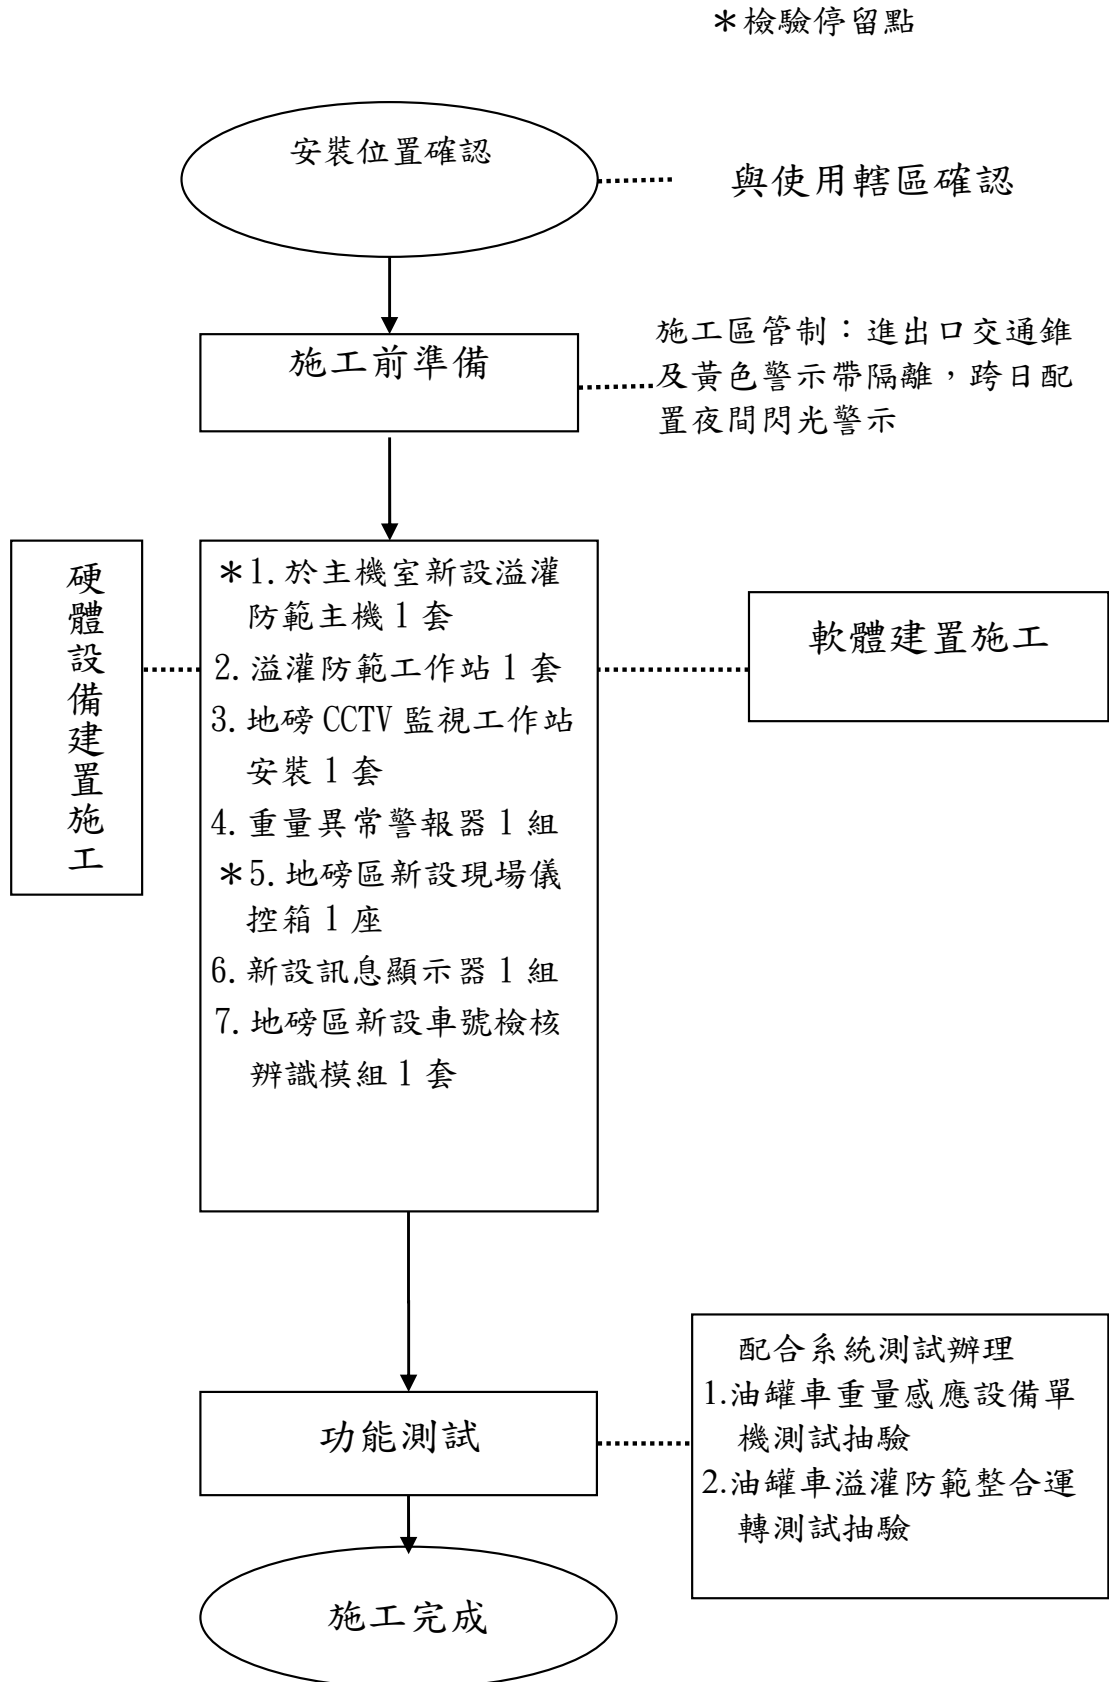 ＊檢驗停留點
安裝位置確認
與使用轄區確認
施工前準備
施工區管制：進出口交通錐
及黃色警示帶隔離，跨日配
置夜間閃光警示
硬體設備建置施工
＊1.於主機室新設溢灌
防範主機 1 套
2.溢灌防範工作站 1 套
3.地磅 CCTV 監視工作站
安裝 1 套
4.重量異常警報器 1 組
＊5.地磅區新設現場儀
控箱 1 座
6.新設訊息顯示器 1 組
7.地磅區新設車號檢核
辨識模組 1 套
軟體建置施工
功能測試
配合系統測試辦理
1.油罐車重量感應設備單
機測試抽驗
2.油罐車溢灌防範整合運
轉測試抽驗
施工完成